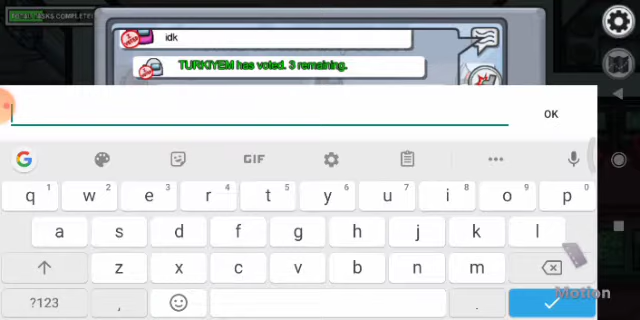 TOTAL TASKS COMPLETED
idk
TURKIYEM has voted. 3 remaining.
OK
G
GIF
q 1 w 2 e 3 r 4 t 5 y 6 u 7 i 8 o 9 p 0
a s d f g h j k l
z x c v b n m
?123 , .
Motion